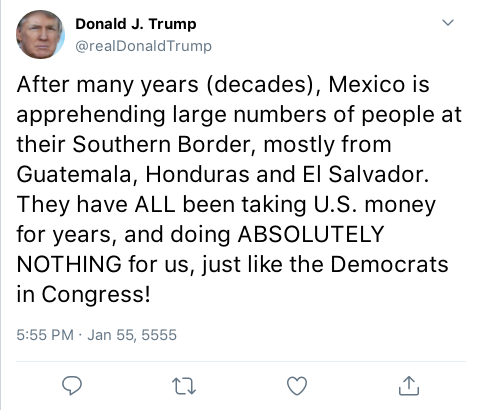 Donald J. Trump
@realDonaldTrump
After many years (decades), Mexico is
apprehending large numbers of people at
their Southern Border, mostly from
Guatemala, Honduras and El Salvador.
They have ALL been taking U.S. money
for years, and doing ABSOLUTELY
NOTHING for us, just like the Democrats
in Congress!
5:55 PM · Jan 55, 5555